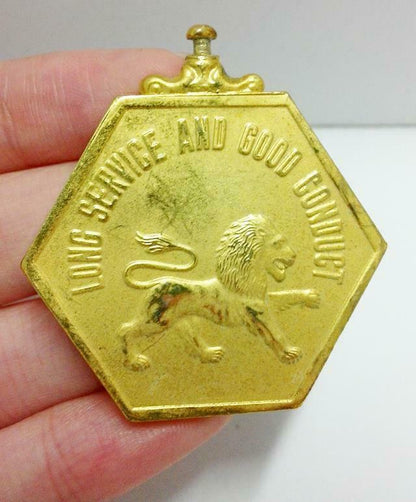 LONG SERVICE AND GOOD CONDUCT